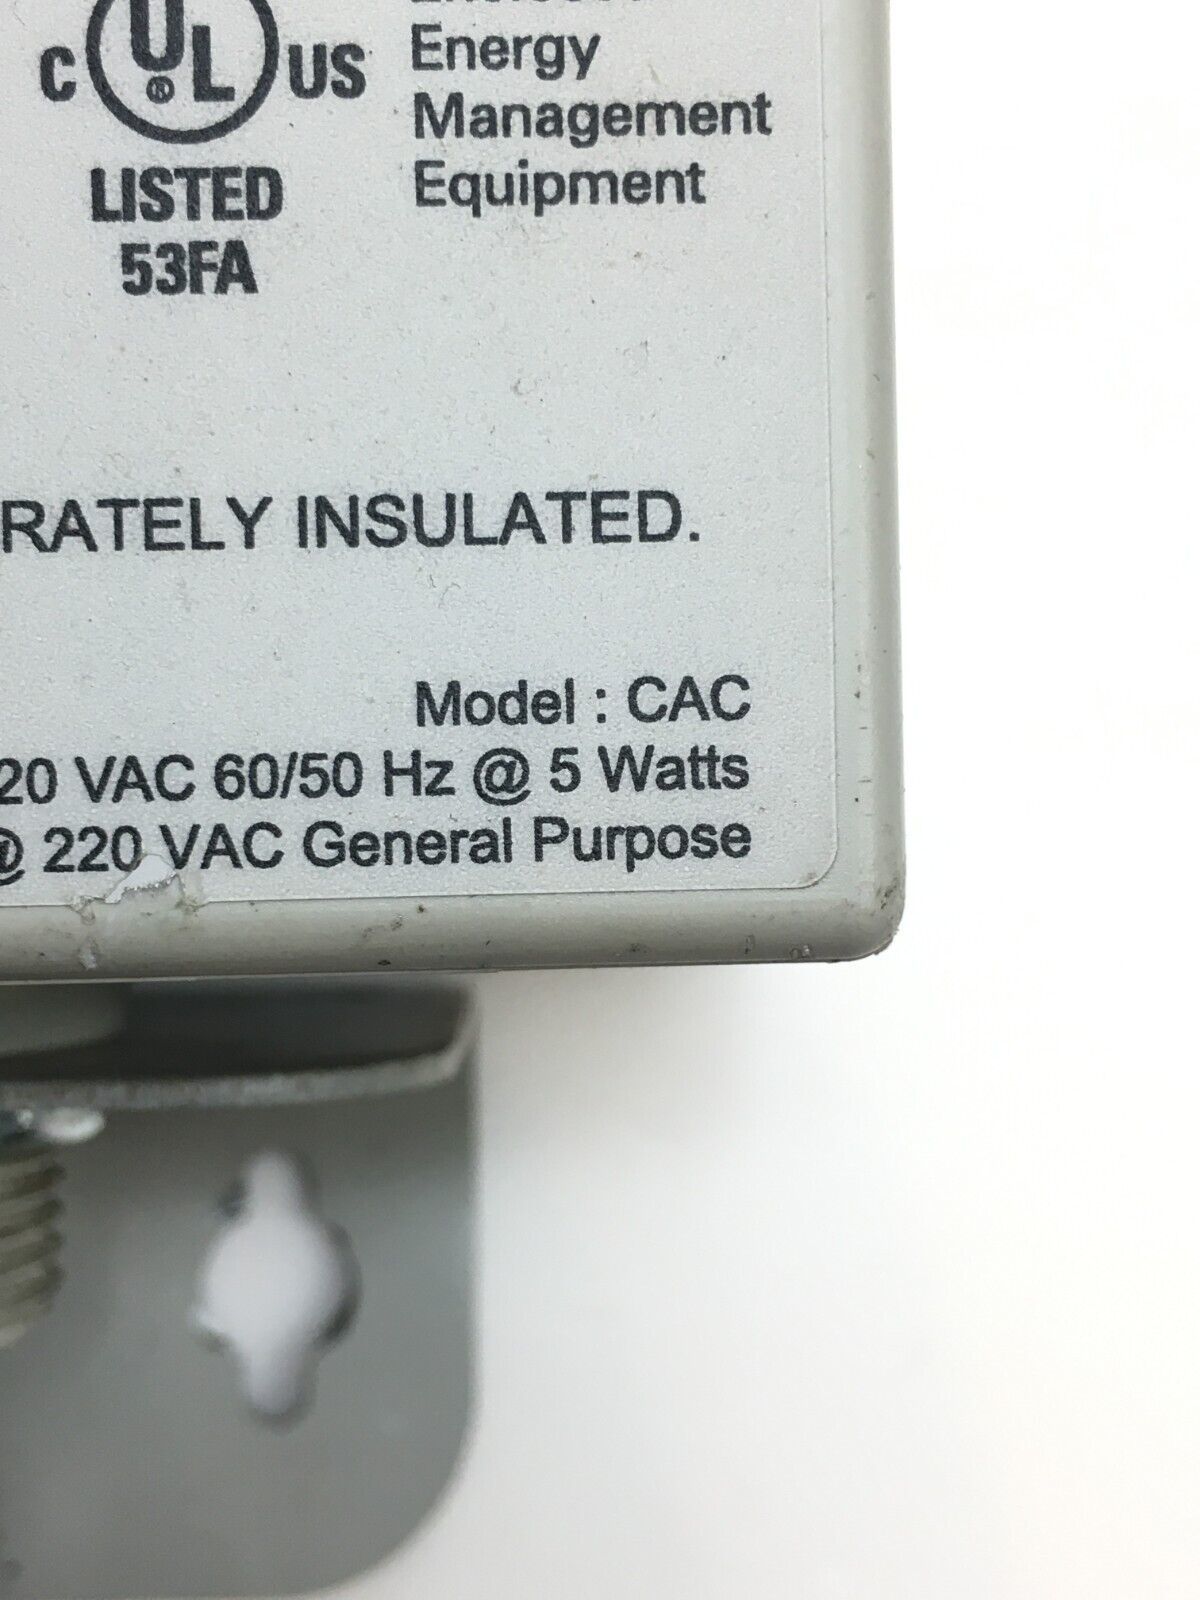 C UL ® US
Energy
Management
Equipment
LISTED
53FA
RATELY INSULATED.
Model : CAC
20 VAC 60/50 Hz @ 5 Watts
@ 220 VAC General Purpose